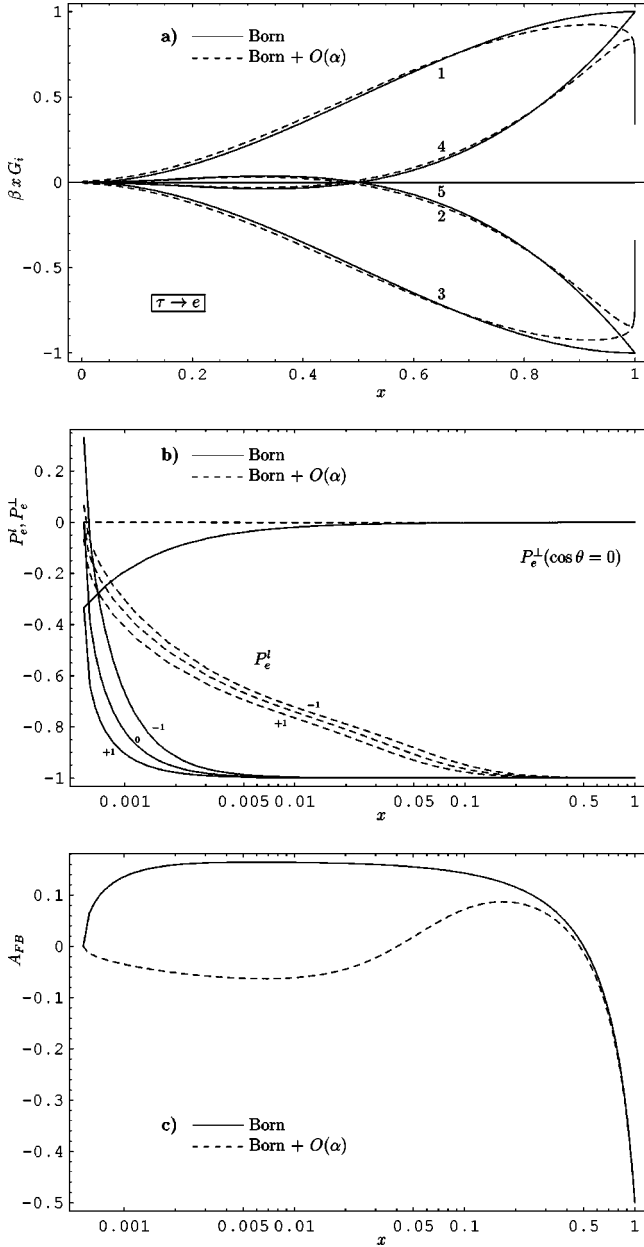 a)
Born
Born + O(α)
1
0.5
0
−0.5
−1
β x G_i
1
4
5
2
3
τ → e
0 0.2 0.4 0.6 0.8 1
x
b)
Born
Born + O(α)
0.2
0
−0.2
−0.4
−0.6
−0.8
−1
P_e^l, P_e^⊥
P_e^⊥(cos θ = 0)
P_e^l
−1
+1
−1
0
+1
0.001 0.005 0.01 0.05 0.1 0.5 1
x
0.1
0
−0.1
−0.2
−0.3
−0.4
−0.5
A_FB
c)
Born
Born + O(α)
0.001 0.005 0.01 0.05 0.1 0.5 1
x